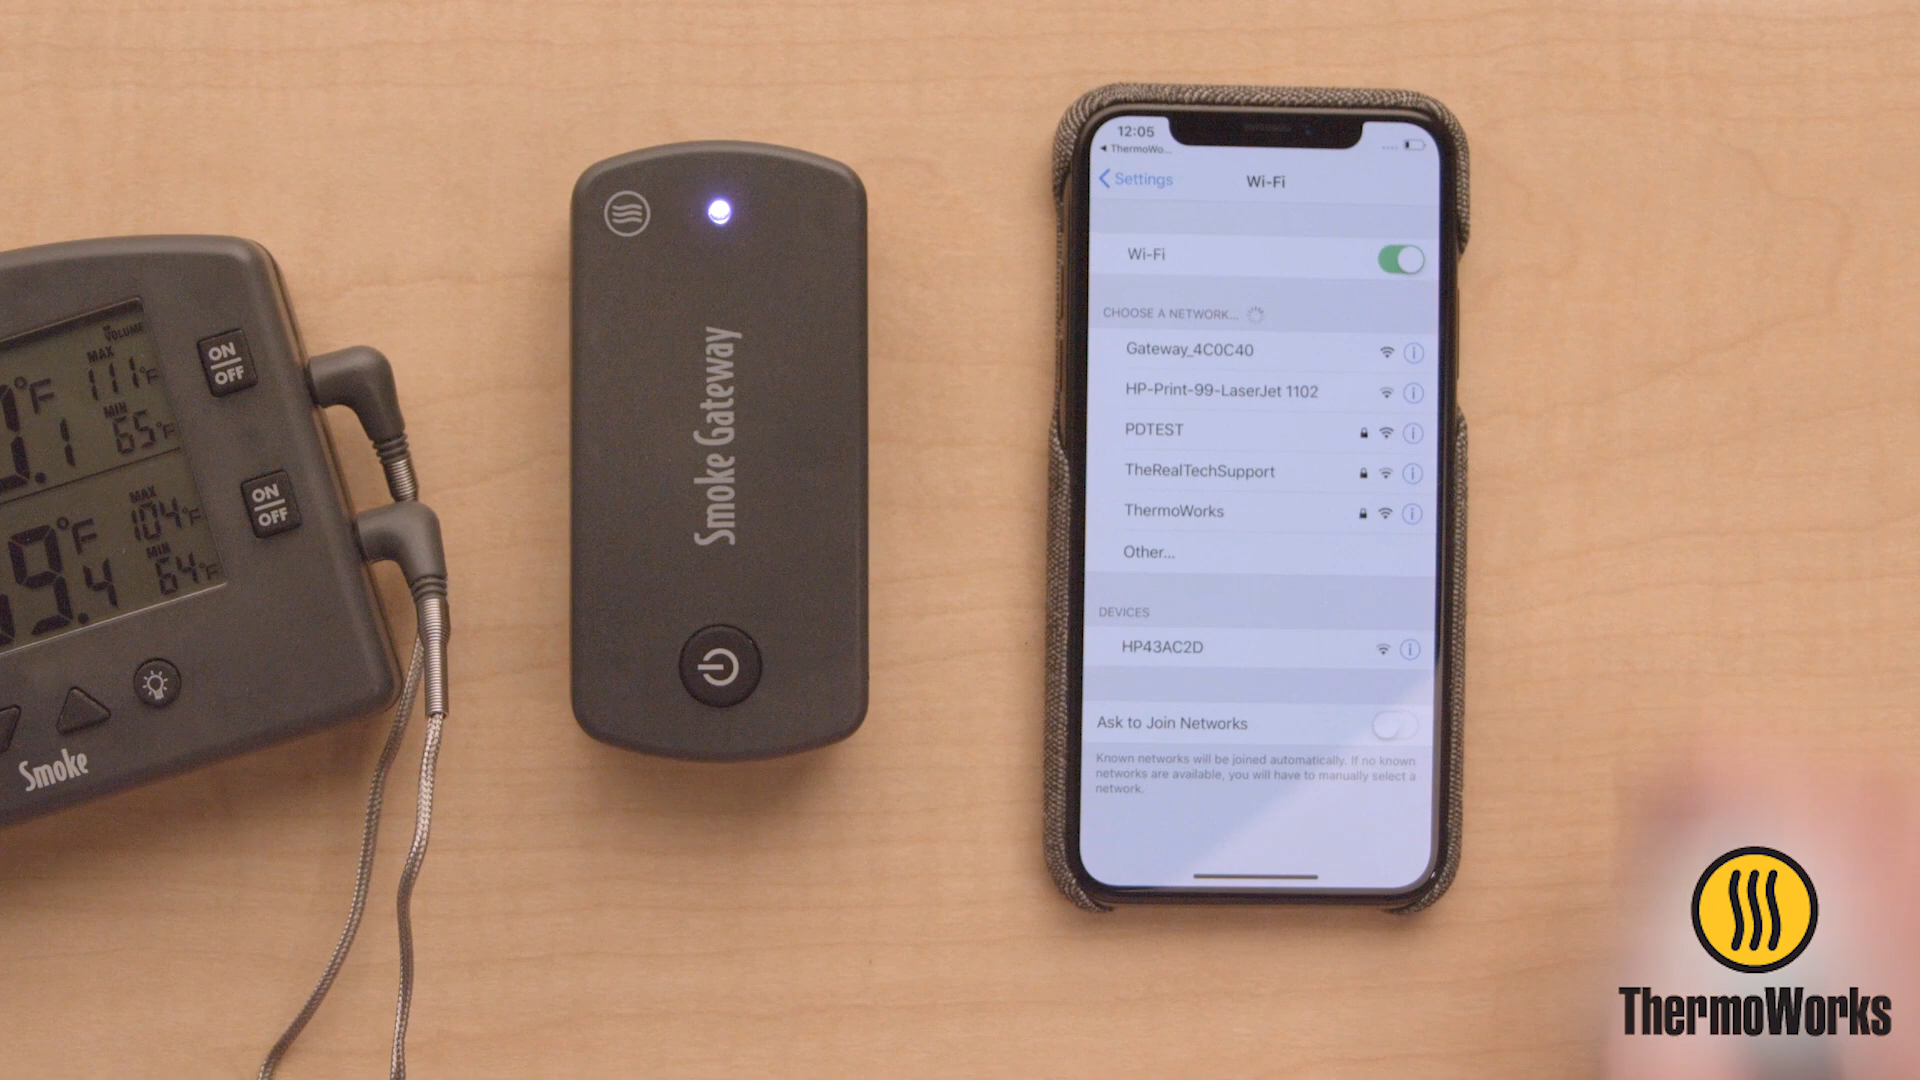 VOLUME
°F
MAX
111°F
MIN
65°F
.1
ON
OFF
°F
9.4
MAX
104°F
MIN
64°F
ON
OFF
Smoke
Smoke Gateway
12:05
ThermoWo...
Settings
Wi-Fi
Wi-Fi
CHOOSE A NETWORK...
Gateway_4C0C40
HP-Print-99-LaserJet 1102
PDTEST
TheRealTechSupport
ThermoWorks
Other...
DEVICES
HP43AC2D
Ask to Join Networks
Known networks will be joined automatically. If no known
networks are available, you will have to manually select a
network.
ThermoWorks